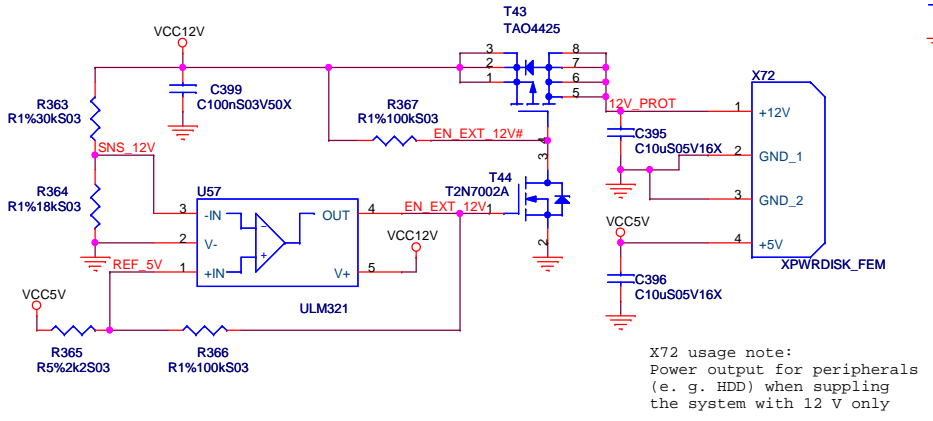 T43
TAO4425
VCC12V
3
2
1
8
7
6
5
C399
C100nS03V50X
X72
R363
R1%30kS03
R367
R1%100kS03
EN_EXT_12V#
4
12V_PROT
1
+12V
C395
C10uS05V16X
SNS_12V
3
2
GND_1
R364
R1%18kS03
U57
T44
T2N7002A
3
GND_2
3
-IN
OUT
4
EN_EXT_12V
1
2
V-
VCC12V
2
VCC5V
4
+5V
REF_5V
1
+IN
V+
5
XPWRDISK_FEM
VCC5V
C396
C10uS05V16X
ULM321
R365
R5%2k2S03
R366
R1%100kS03
X72 usage note:
Power output for peripherals
(e. g. HDD) when suppling
the system with 12 V only